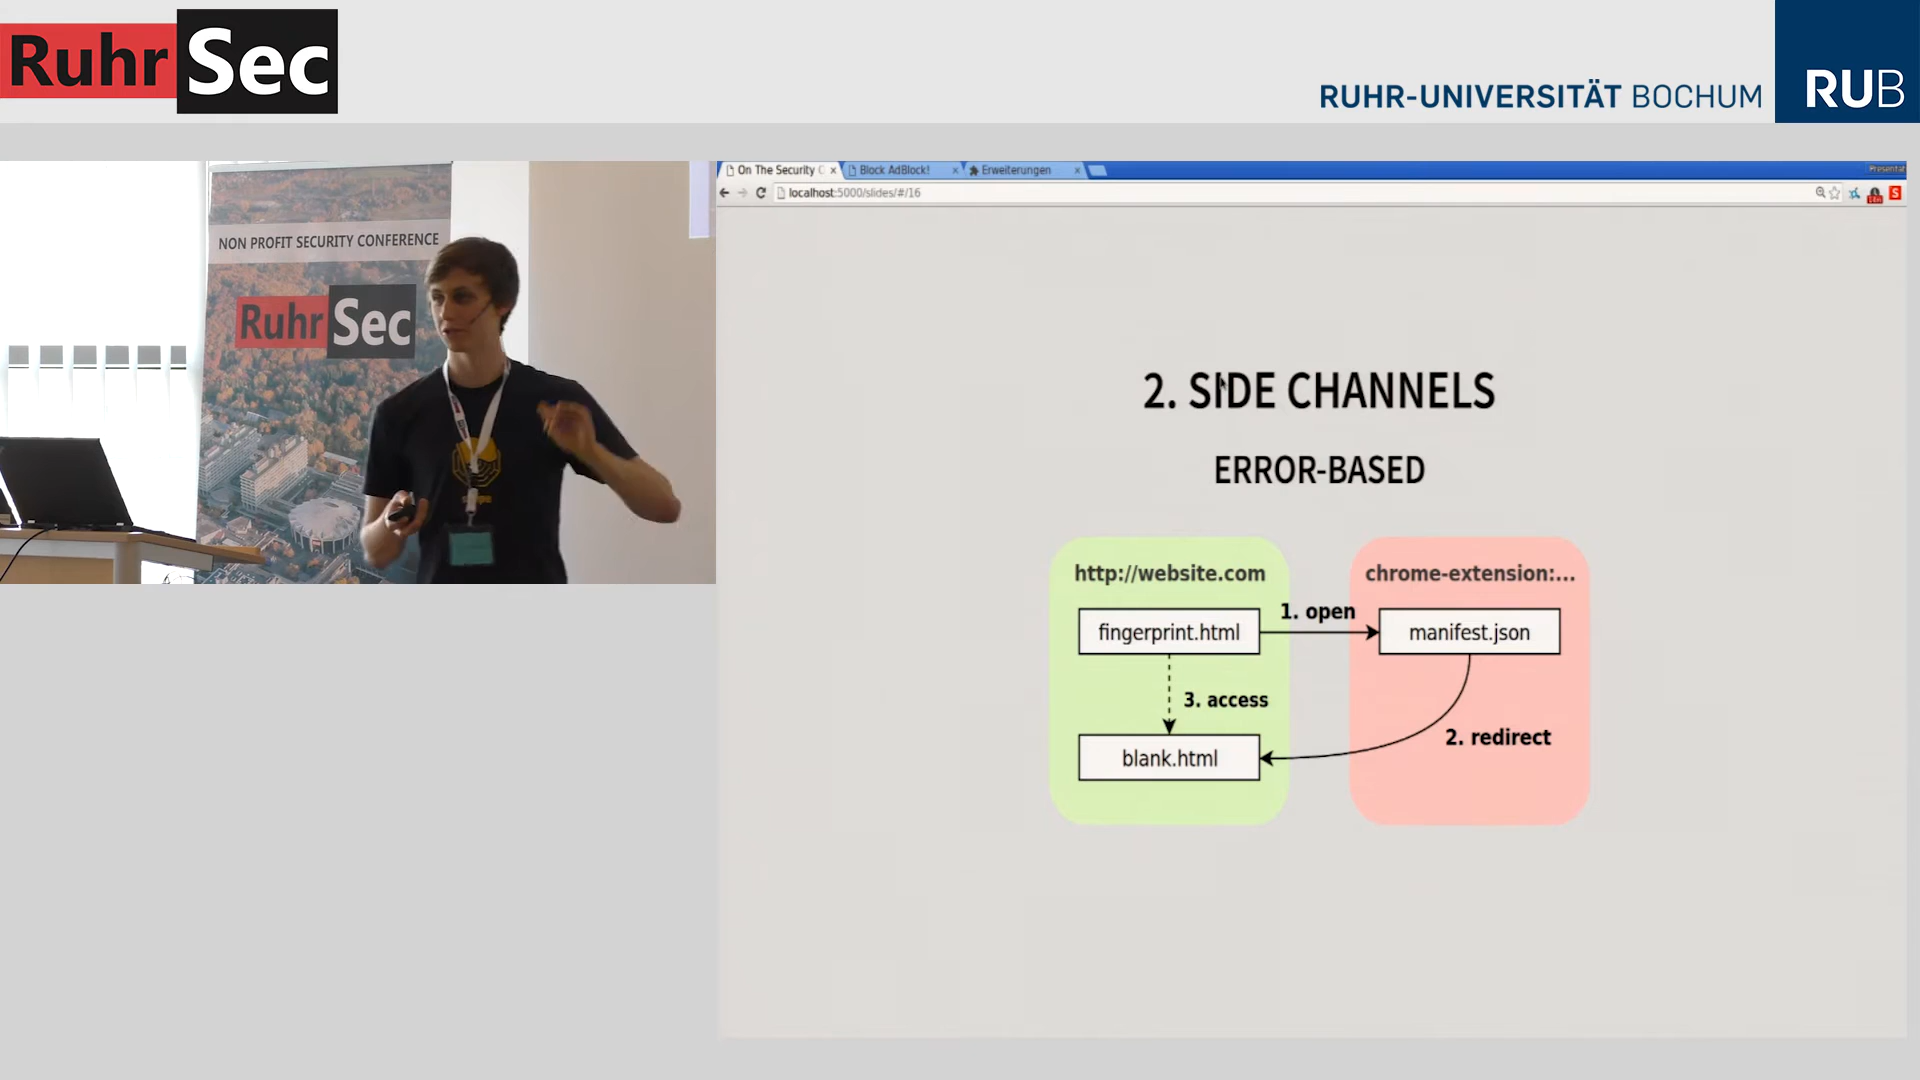 Ruhr Sec
RUHR-UNIVERSITÄT BOCHUM
RUB
NON PROFIT SECURITY CONFERENCE
Ruhr Sec
On The Security C
Block AdBlock!
Erweiterungen
localhost:5000/slides/#/16
2. SIDE CHANNELS
ERROR-BASED
http://website.com
chrome-extension:...
1. open
fingerprint.html
manifest.json
3. access
2. redirect
blank.html